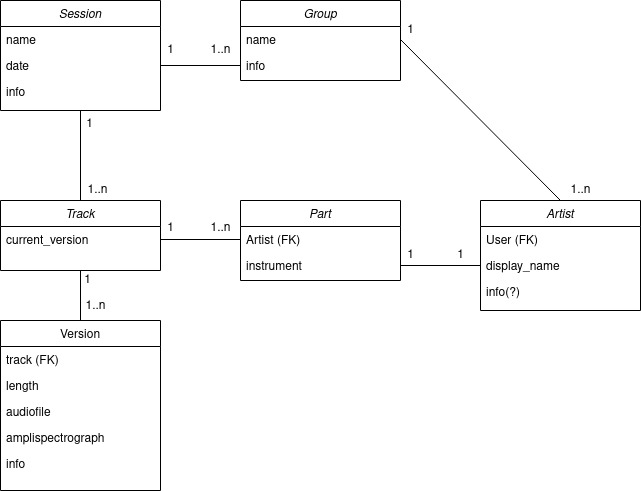 Session
name
date
info
1
1..n
Group
name
info
1
1..n
1
1..n
Track
current_version
1
1..n
Part
Artist (FK)
instrument
1
1
Artist
User (FK)
display_name
info(?)
1
1..n
Version
track (FK)
length
audiofile
amplispectrograph
info